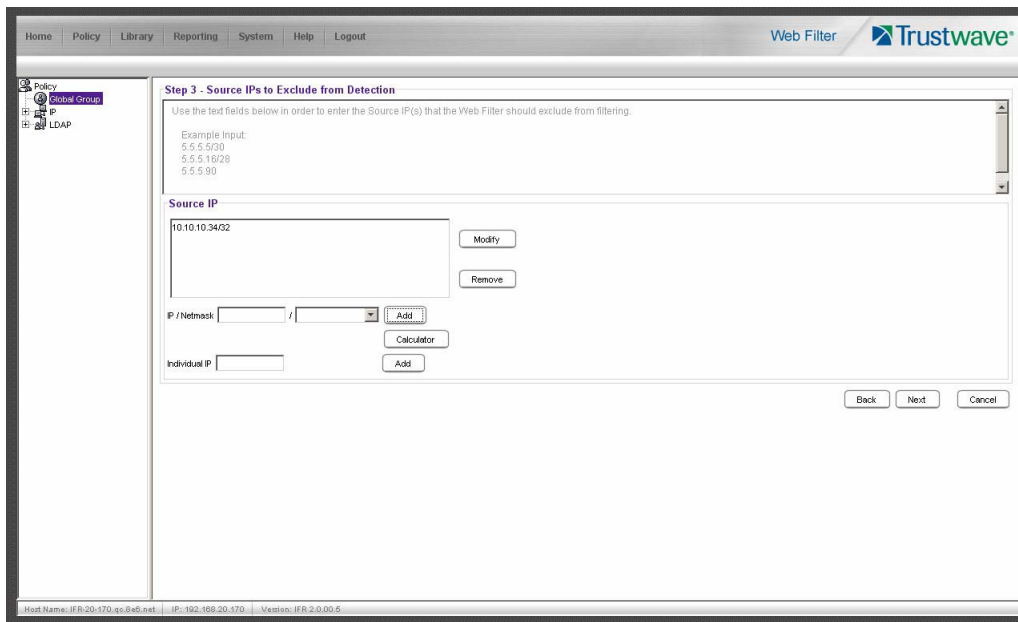 Home Policy Library Reporting System Help Logout
Web Filter
Trustwave®
Policy
Global Group
IP
LDAP
Step 3 - Source IPs to Exclude from Detection
Use the text fields below in order to enter the Source IP(s) that the Web Filter should exclude from filtering.
Example Input:
5.5.5.5/30
5.5.5.16/28
5.5.5.90
Source IP
10.10.10.34/32
Modify
Remove
IP / Netmask / Add
Calculator
Individual IP Add
Back Next Cancel
Host Name: IFR-20-170.qc.8e6.net IP: 192.168.20.170 Version: IFR 2.0.00.5